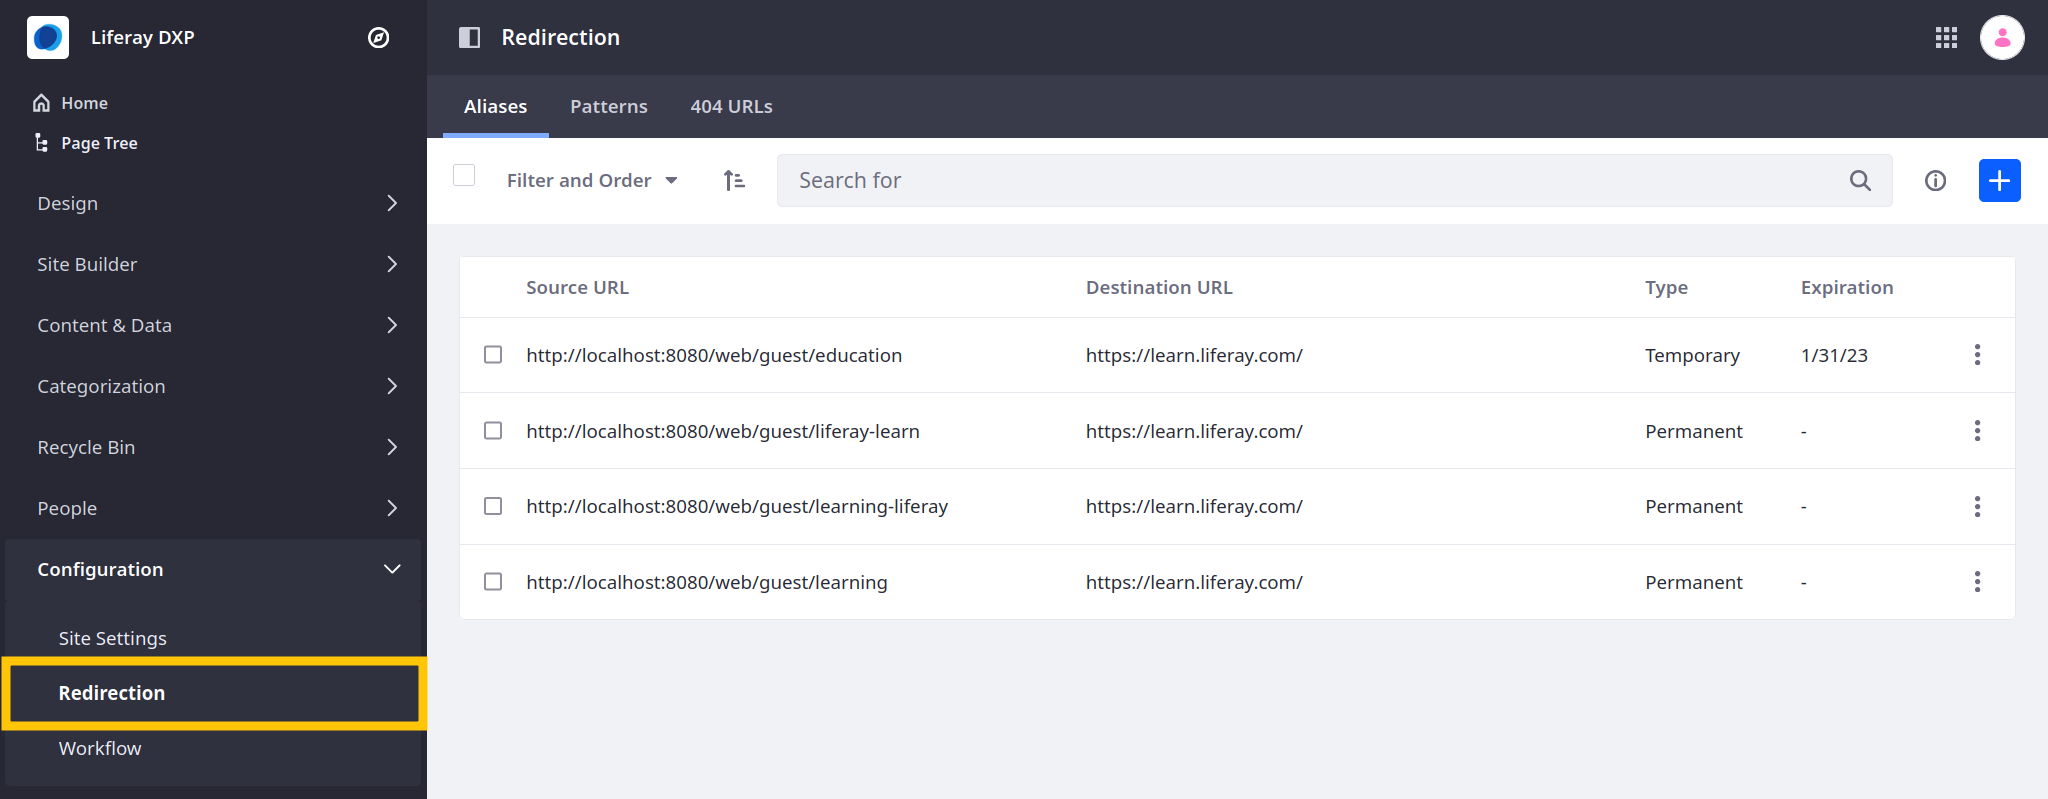 Liferay DXP
Home
Page Tree
Design
Site Builder
Content & Data
Categorization
Recycle Bin
People
Configuration
Site Settings
Redirection
Workflow
Redirection
Aliases Patterns 404 URLs
Filter and Order Search for
Source URL Destination URL Type Expiration
http://localhost:8080/web/guest/education https://learn.liferay.com/ Temporary 1/31/23
http://localhost:8080/web/guest/liferay-learn https://learn.liferay.com/ Permanent -
http://localhost:8080/web/guest/learning-liferay https://learn.liferay.com/ Permanent -
http://localhost:8080/web/guest/learning https://learn.liferay.com/ Permanent -